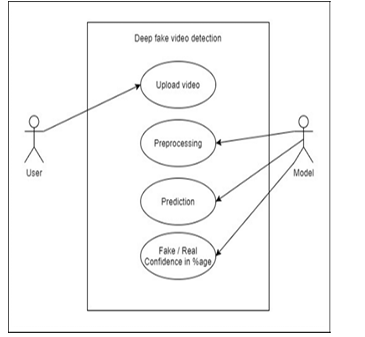 Deep fake video detection
Upload video
User
Preprocessing
Model
Prediction
Fake / Real
Confidence in %age